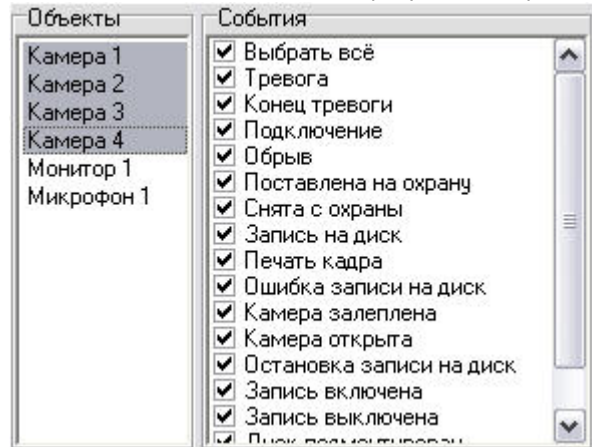 Объекты
Камера 1
Камера 2
Камера 3
Камера 4
Монитор 1
Микрофон 1
События
Выбрать всё
Тревога
Конец тревоги
Подключение
Обрыв
Поставлена на охрану
Снята с охраны
Запись на диск
Печать кадра
Ошибка записи на диск
Камера залеплена
Камера открыта
Остановка записи на диск
Запись включена
Запись выключена